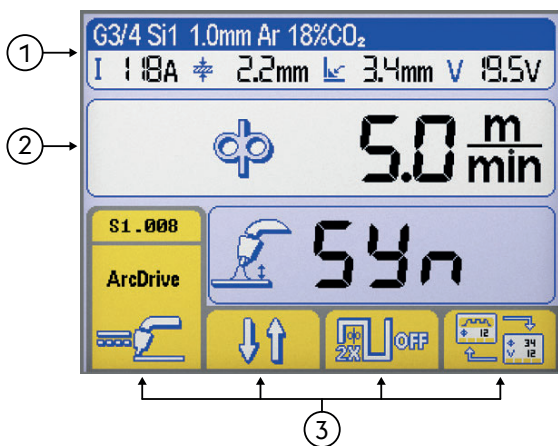 G3/4 Si1 1.0mm Ar 18%CO₂
1
I 118A 2.2mm 3.4mm V 19.5V
2
5.0 m/min
S1.008
Syn
ArcDrive
2X OFF
12
Φ 34
V 12
3